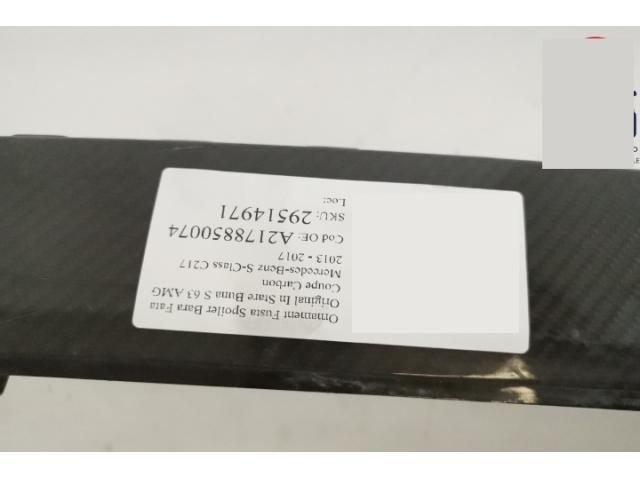 Ornament Fusta Spoiler Bara Fata
Original In Stare Buna S 63 AMG
Coupe Carbon
Mercedes-Benz S-Class C217
2013 - 2017
Cod OE: A2178850074
SKU: 29514971
Loc: